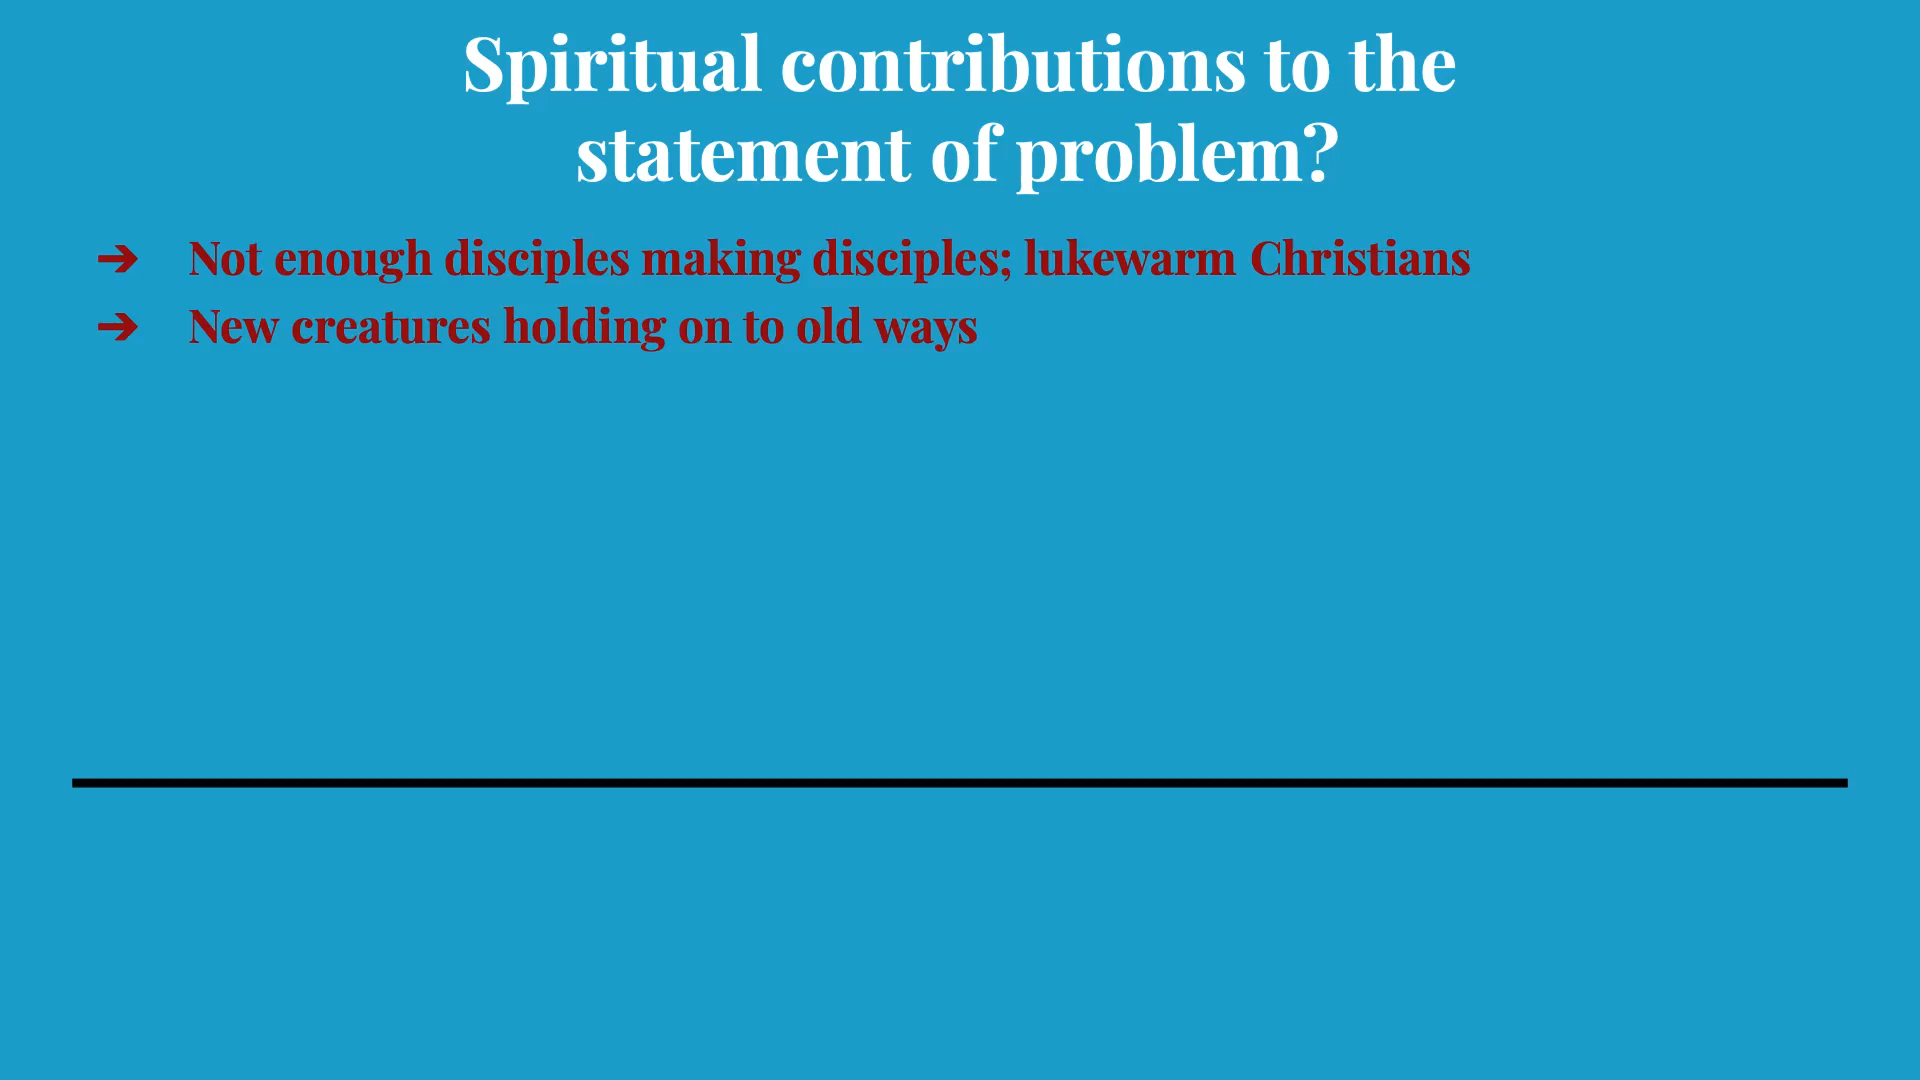 Spiritual contributions to the
statement of problem?
➔ Not enough disciples making disciples; lukewarm Christians
➔ New creatures holding on to old ways